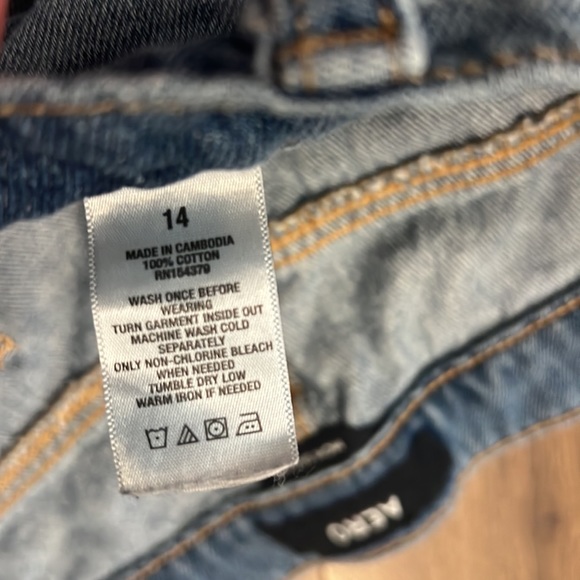 14
MADE IN CAMBODIA
100% COTTON
RN154379
WASH ONCE BEFORE
WEARING
TURN GARMENT INSIDE OUT
MACHINE WASH COLD
SEPARATELY
ONLY NON-CHLORINE BLEACH
WHEN NEEDED
TUMBLE DRY LOW
WARM IRON IF NEEDED
AERO